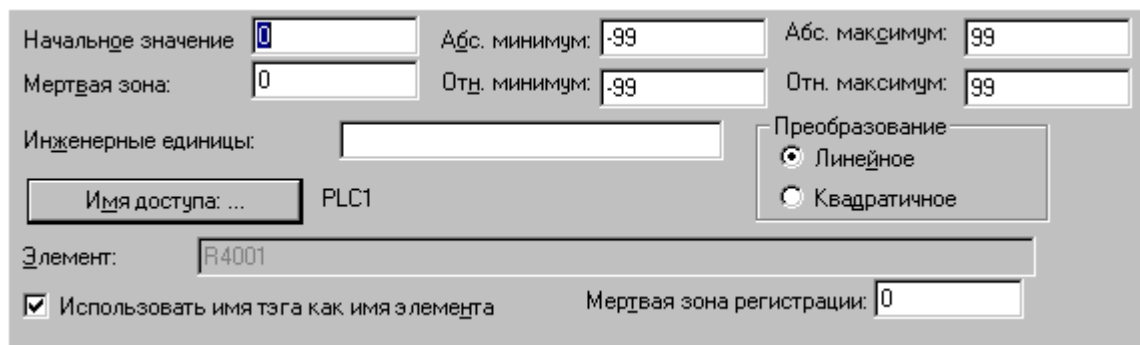 Начальное значение 0 Абс. минимум: -99 Абс. максимум: 99
Мертвая зона: 0 Отн. минимум: -99 Отн. максимум: 99
Инженерные единицы:
Преобразование
Линейное
Квадратичное
Имя доступа: ... PLC1
Элемент: R4001
Использовать имя тэга как имя элемента Мертвая зона регистрации: 0